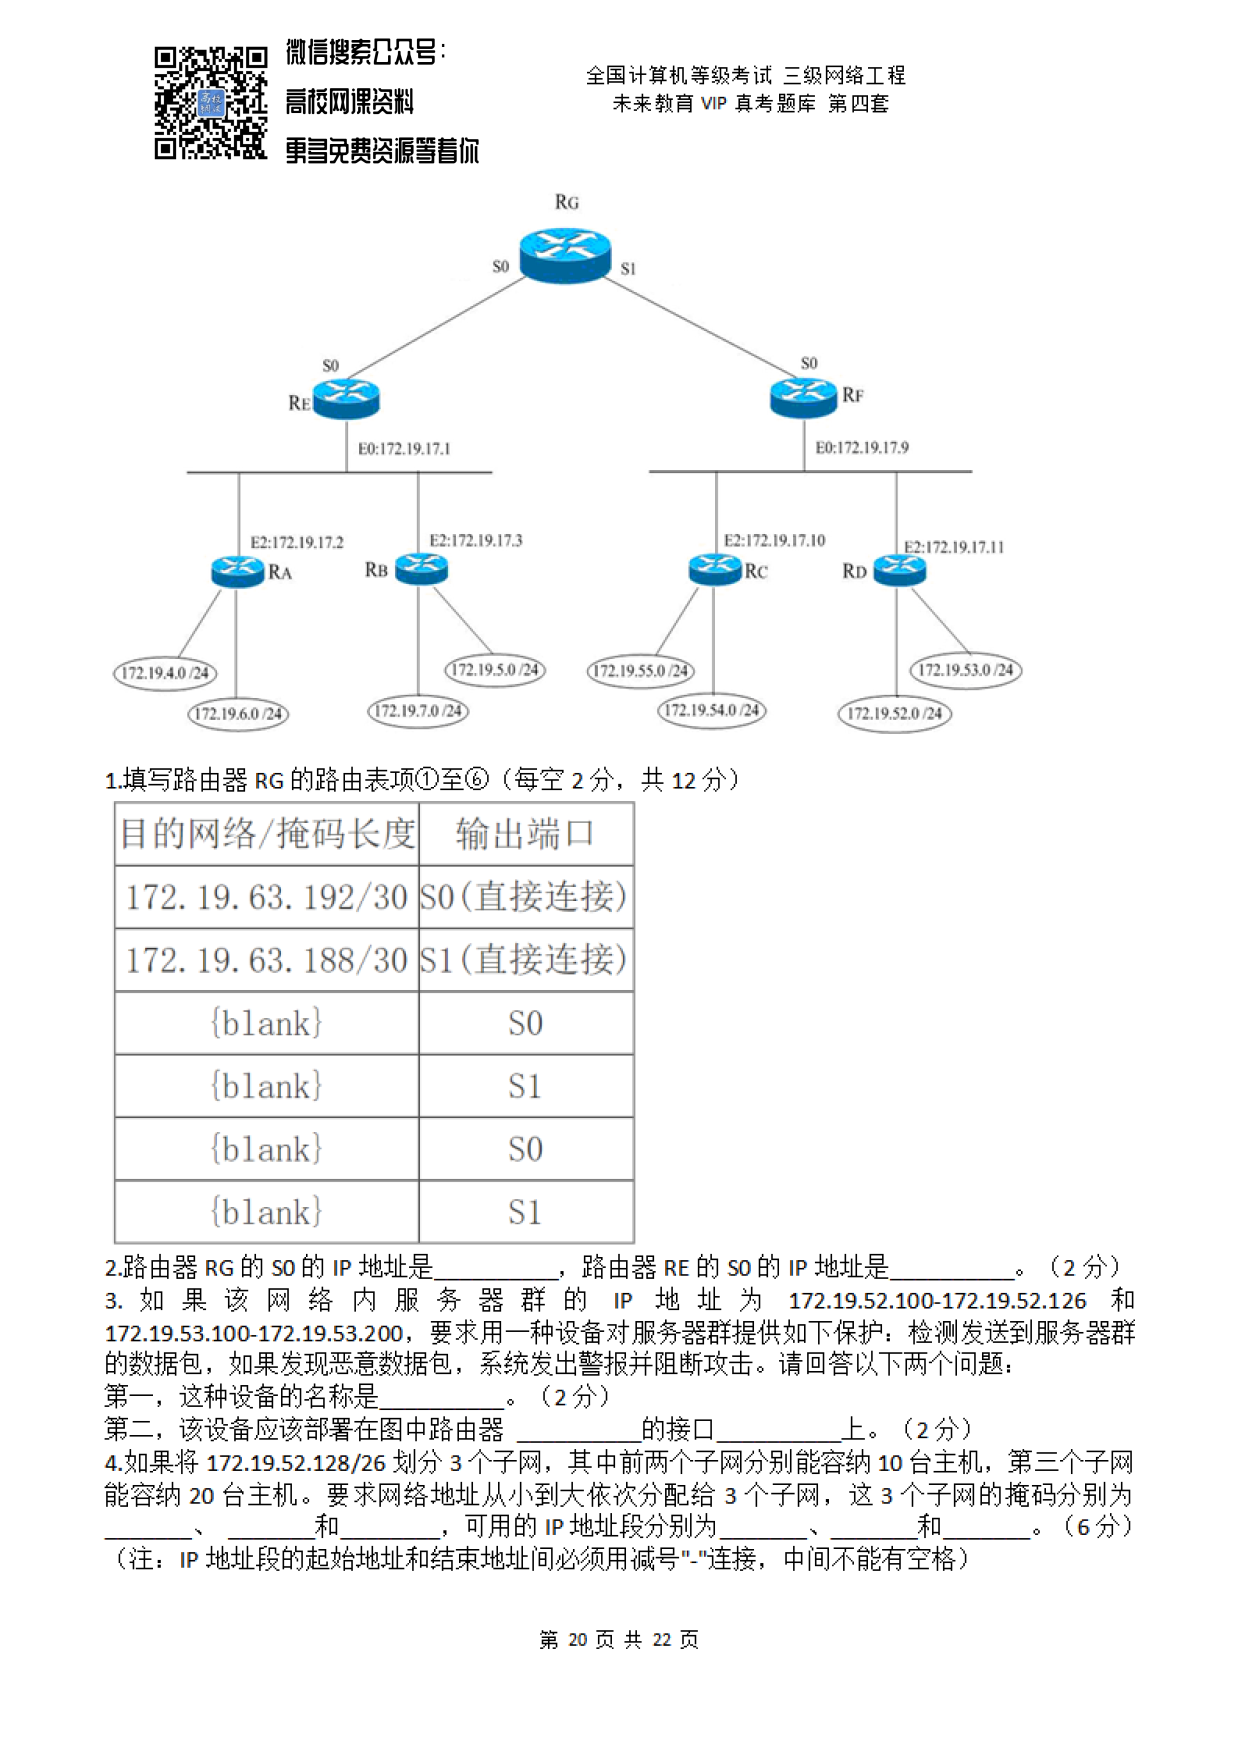 微信搜索公众号：
高校网课资料
更多免费资源等着你
高校
网课
全国计算机等级考试 三级网络工程
未来教育 VIP 真考题库 第四套
RG
S0
S1
S0
S0
RE
RF
E0:172.19.17.1
E0:172.19.17.9
E2:172.19.17.2
E2:172.19.17.3
E2:172.19.17.10
E2:172.19.17.11
RA
RB
RC
RD
172.19.4.0 /24
172.19.5.0 /24
172.19.55.0 /24
172.19.53.0 /24
172.19.6.0 /24
172.19.7.0 /24
172.19.54.0 /24
172.19.52.0 /24
1.填写路由器 RG 的路由表项①至⑥（每空 2 分，共 12 分）
目的网络/掩码长度 输出端口
172.19.63.192/30 S0(直接连接)
172.19.63.188/30 S1(直接连接)
{blank} S0
{blank} S1
{blank} S0
{blank} S1
2.路由器 RG 的 S0 的 IP 地址是__________，路由器 RE 的 S0 的 IP 地址是__________。（2 分）
3. 如果该网络内服务器群的 IP 地址为 172.19.52.100-172.19.52.126 和
172.19.53.100-172.19.53.200，要求用一种设备对服务器群提供如下保护：检测发送到服务器群
的数据包，如果发现恶意数据包，系统发出警报并阻断攻击。请回答以下两个问题：
第一，这种设备的名称是__________。（2 分）
第二，该设备应该部署在图中路由器 __________的接口__________上。（2 分）
4.如果将 172.19.52.128/26 划分 3 个子网，其中前两个子网分别能容纳 10 台主机，第三个子网
能容纳 20 台主机。要求网络地址从小到大依次分配给 3 个子网，这 3 个子网的掩码分别为
_______、 _______和________，可用的 IP 地址段分别为_______、_______和_______。（6 分）
（注：IP 地址段的起始地址和结束地址间必须用减号"-"连接，中间不能有空格）
第 20 页 共 22 页